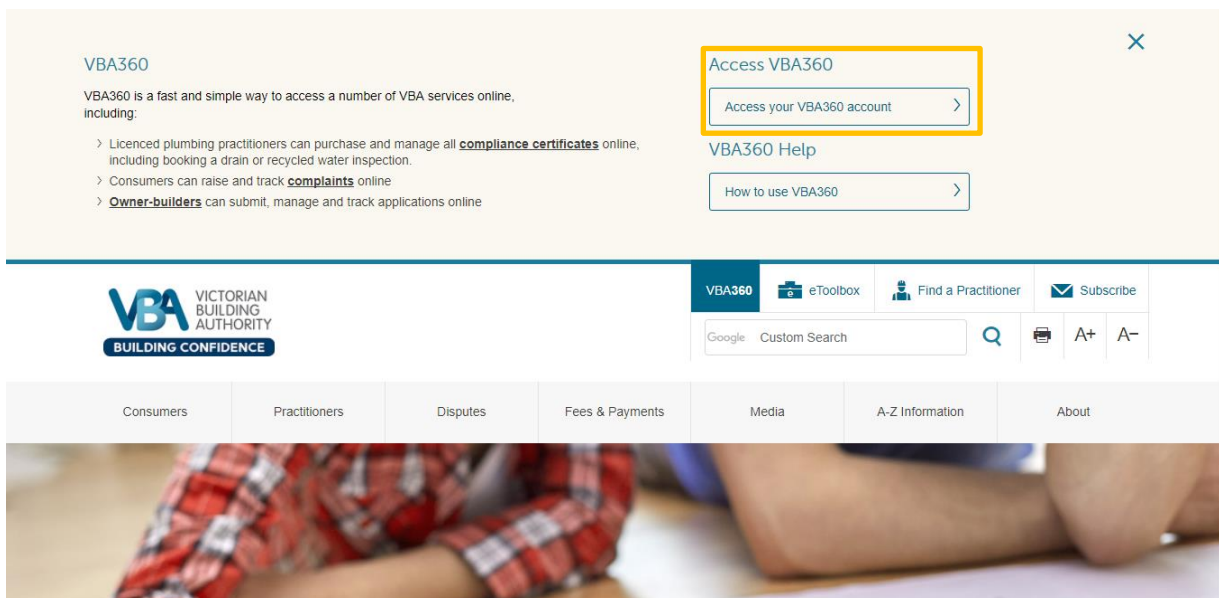 VBA360
VBA360 is a fast and simple way to access a number of VBA services online,
including:
> Licenced plumbing practitioners can purchase and manage all compliance certificates online,
including booking a drain or recycled water inspection.
> Consumers can raise and track complaints online
> Owner-builders can submit, manage and track applications online
Access VBA360
Access your VBA360 account
VBA360 Help
How to use VBA360
VBA
VICTORIAN
BUILDING
AUTHORITY
BUILDING CONFIDENCE
VBA360 eToolbox Find a Practitioner Subscribe
Google Custom Search A+ A-
Consumers Practitioners Disputes Fees & Payments Media A-Z Information About